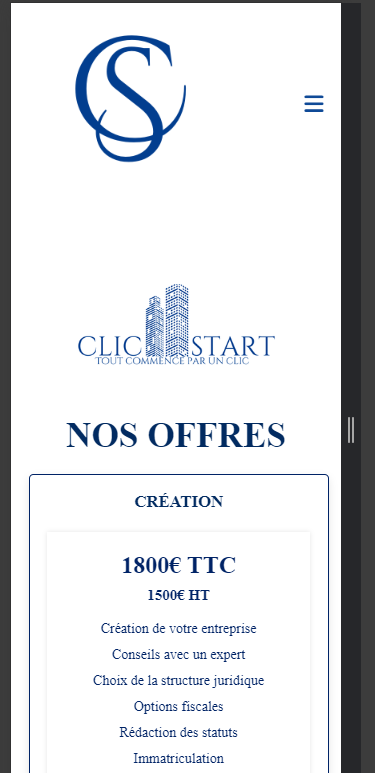 CS
CLIC START
TOUT COMMENCE PAR UN CLIC
NOS OFFRES
CRÉATION
1800€ TTC
1500€ HT
Création de votre entreprise
Conseils avec un expert
Choix de la structure juridique
Options fiscales
Rédaction des statuts
Immatriculation